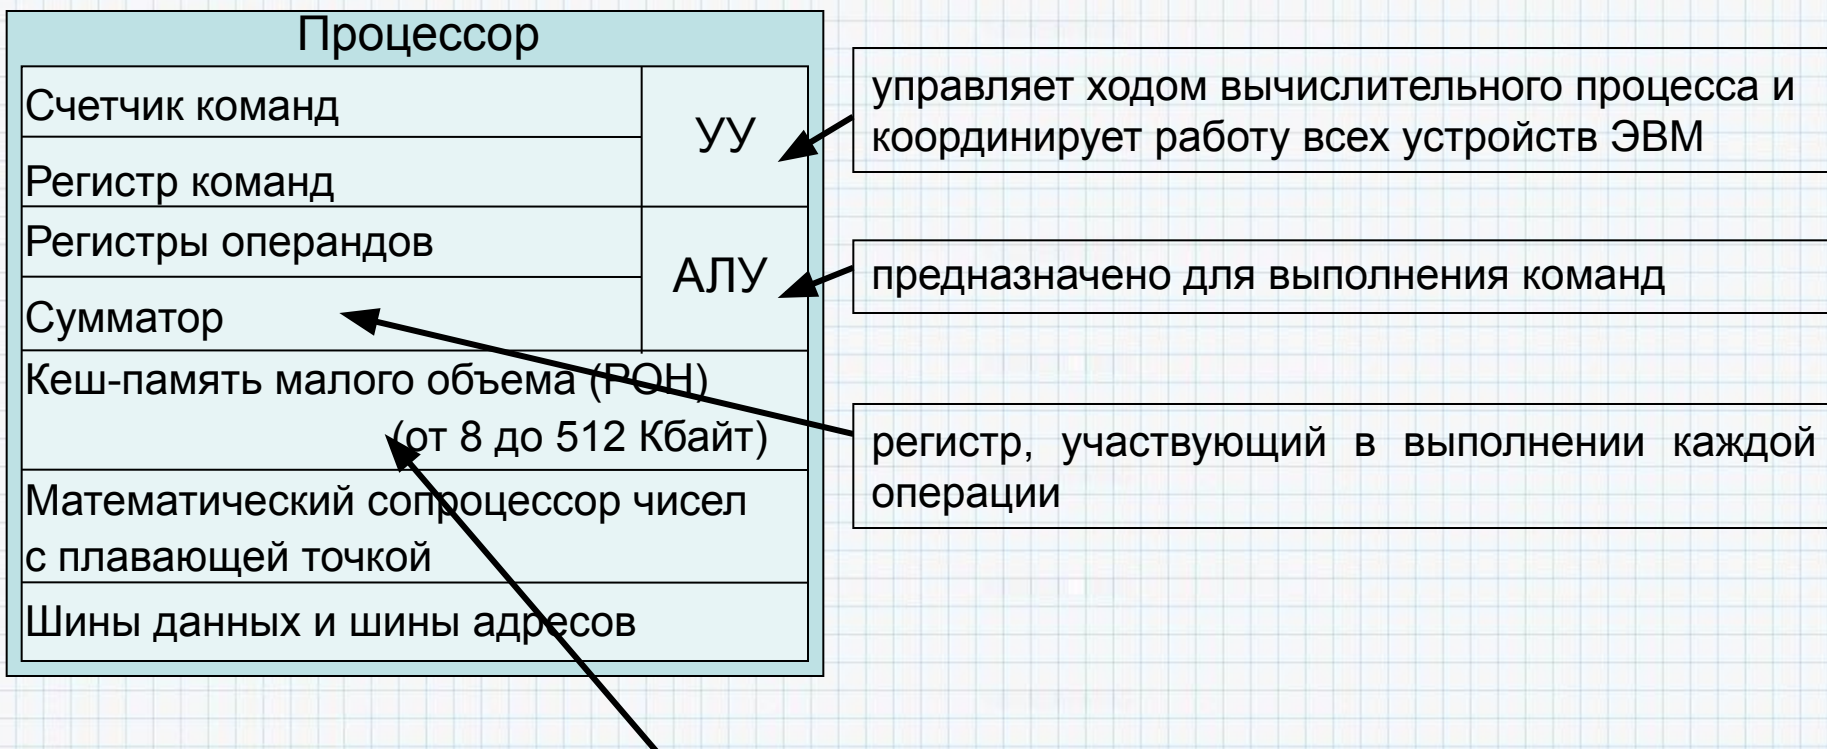 Процессор
Счетчик команд
УУ
Регистр команд
Регистры операндов
АЛУ
Сумматор
Кеш-память малого объема (РОН)
(от 8 до 512 Кбайт)
Математический сопроцессор чисел
с плавающей точкой
Шины данных и шины адресов
управляет ходом вычислительного процесса и
координирует работу всех устройств ЭВМ
предназначено для выполнения команд
регистр, участвующий в выполнении каждой
операции